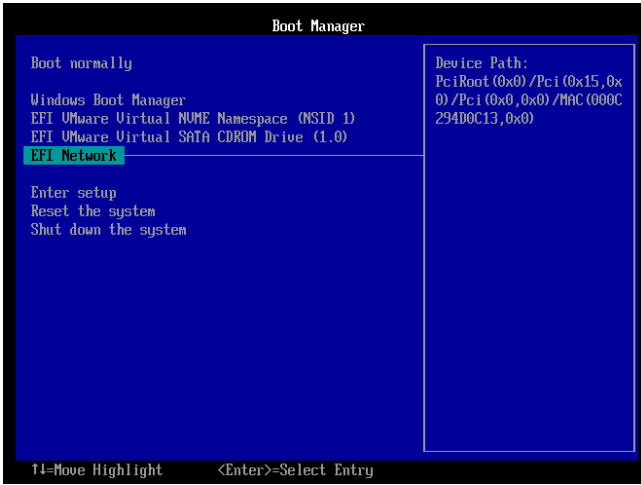 Boot Manager
Boot normally
Windows Boot Manager
EFI VMware Virtual NVME Namespace (NSID 1)
EFI VMware Virtual SATA CDROM Drive (1.0)
EFI Network
Enter setup
Reset the system
Shut down the system
Device Path:
PciRoot(0x0)/Pci(0x15,0x
0)/Pci(0x0,0x0)/MAC(000C
294D0C13,0x0)
↑↓=Move Highlight <Enter>=Select Entry